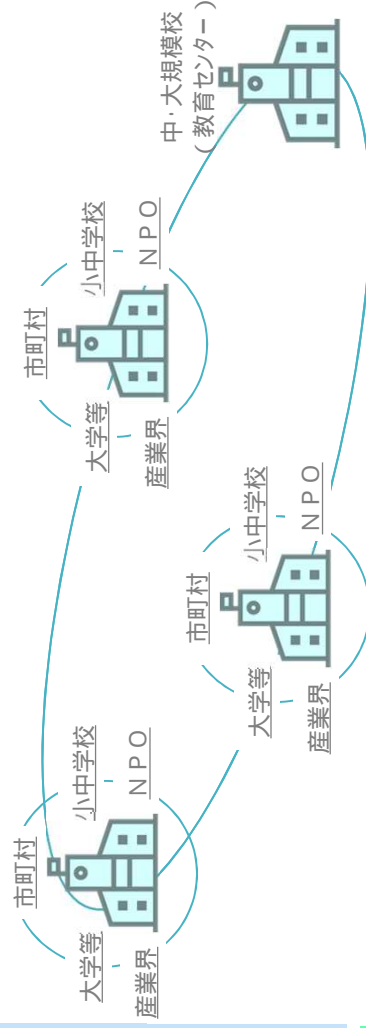 市町村
大学等
小中学校
産業界
NPO
市町村
大学等
小中学校
産業界
NPO
市町村
大学等
小中学校
産業界
NPO
中・大規模校
(教育センター)